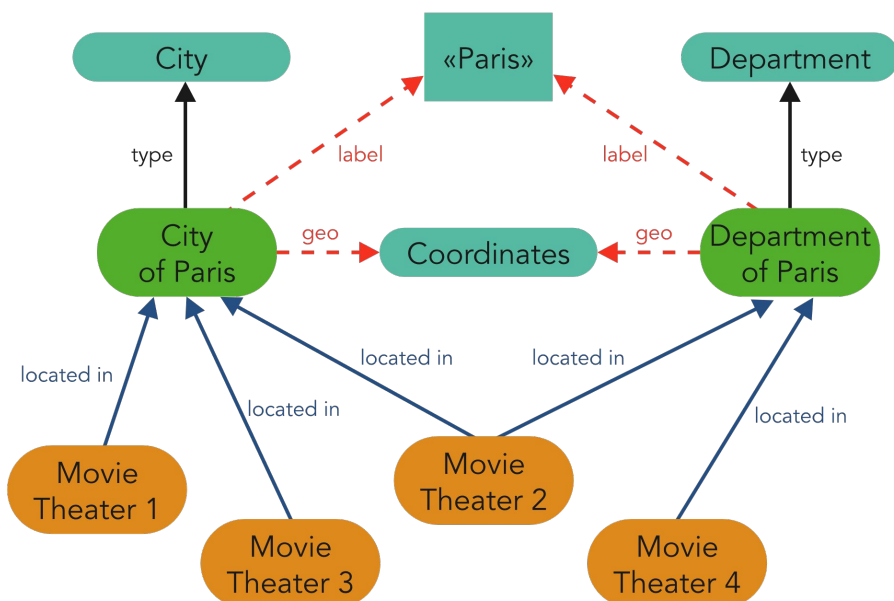 City
«Paris»
Department
type
label
label
type
City
of Paris
geo
Coordinates
geo
Department
of Paris
located in
located in
located in
located in
located in
Movie
Theater 1
Movie
Theater 2
Movie
Theater 3
Movie
Theater 4